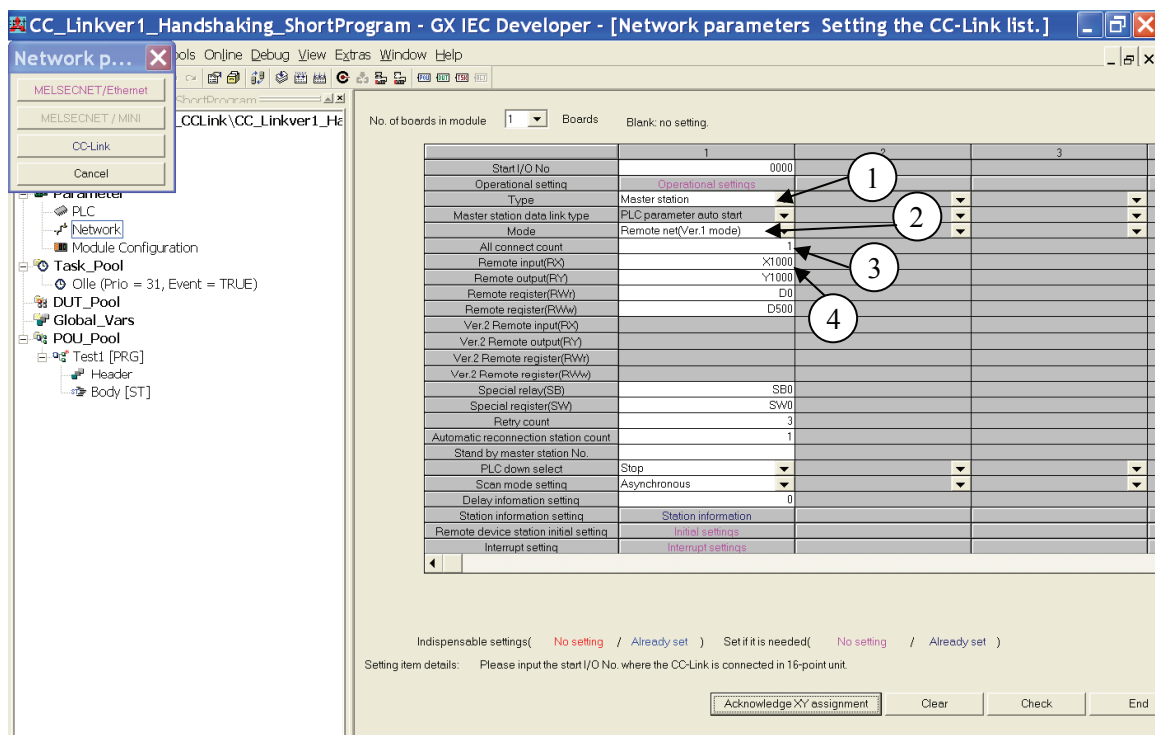 CC_Linkver1_Handshaking_ShortProgram - GX IEC Developer - [Network parameters Setting the CC-Link list.]
Network p...
ols Online Debug View Extras Window Help
MELSECNET/Ethernet
MELSECNET / MINI
CC-Link
Cancel
ShortProgram
_CCLink\CC_Linkver1_Ha
Parameter
PLC
Network
Module Configuration
Task_Pool
Olle (Prio = 31, Event = TRUE)
DUT_Pool
Global_Vars
POU_Pool
Test1 [PRG]
Header
Body [ST]
No. of boards in module 1 Boards Blank: no setting.
1 2 3
Start I/O No 0000
Operational setting Operational settings
Type Master station
Master station data link type PLC parameter auto start
Mode Remote net(Ver.1 mode)
All connect count 1
Remote input(RX) X1000
Remote output(RY) Y1000
Remote register(RWr) D0
Remote register(RWw) D500
Ver.2 Remote input(RX)
Ver.2 Remote output(RY)
Ver.2 Remote register(RWr)
Ver.2 Remote register(RWw)
Special relay(SB) SB0
Special register(SW) SW0
Retry count 3
Automatic reconnection station count 1
Stand by master station No.
PLC down select Stop
Scan mode setting Asynchronous
Delay infomation setting 0
Station information setting Station information
Remote device station initial setting Initial settings
Interrupt setting Interrupt settings
1
2
3
4
Indispensable settings( No setting / Already set ) Set if it is needed( No setting / Already set )
Setting item details: Please input the start I/O No. where the CC-Link is connected in 16-point unit.
Acknowledge XY assignment Clear Check End